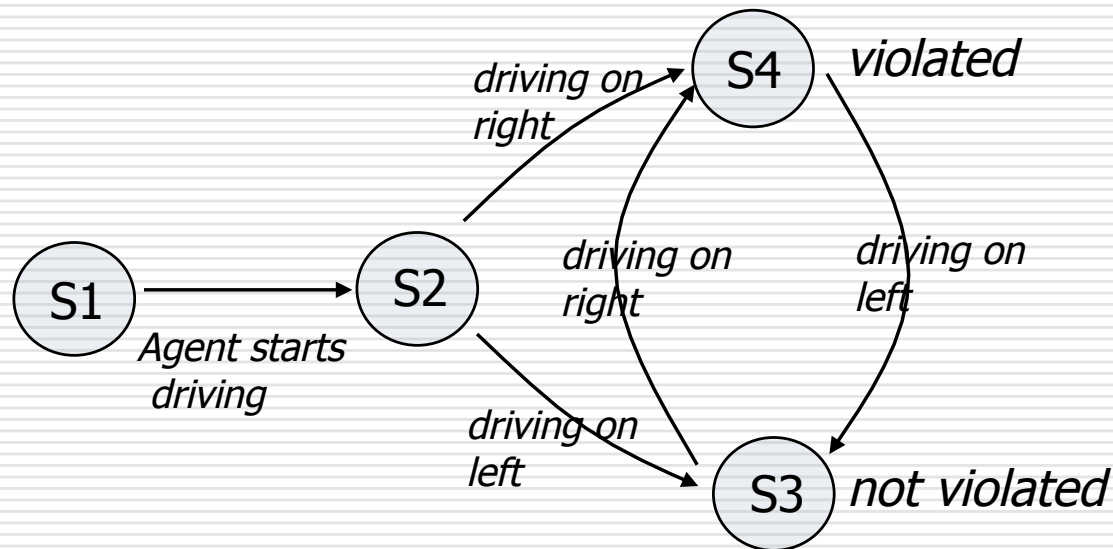 S4
violated
driving on
right
S1
Agent starts
driving
S2
driving on
right
driving on
left
driving on
left
S3
not violated